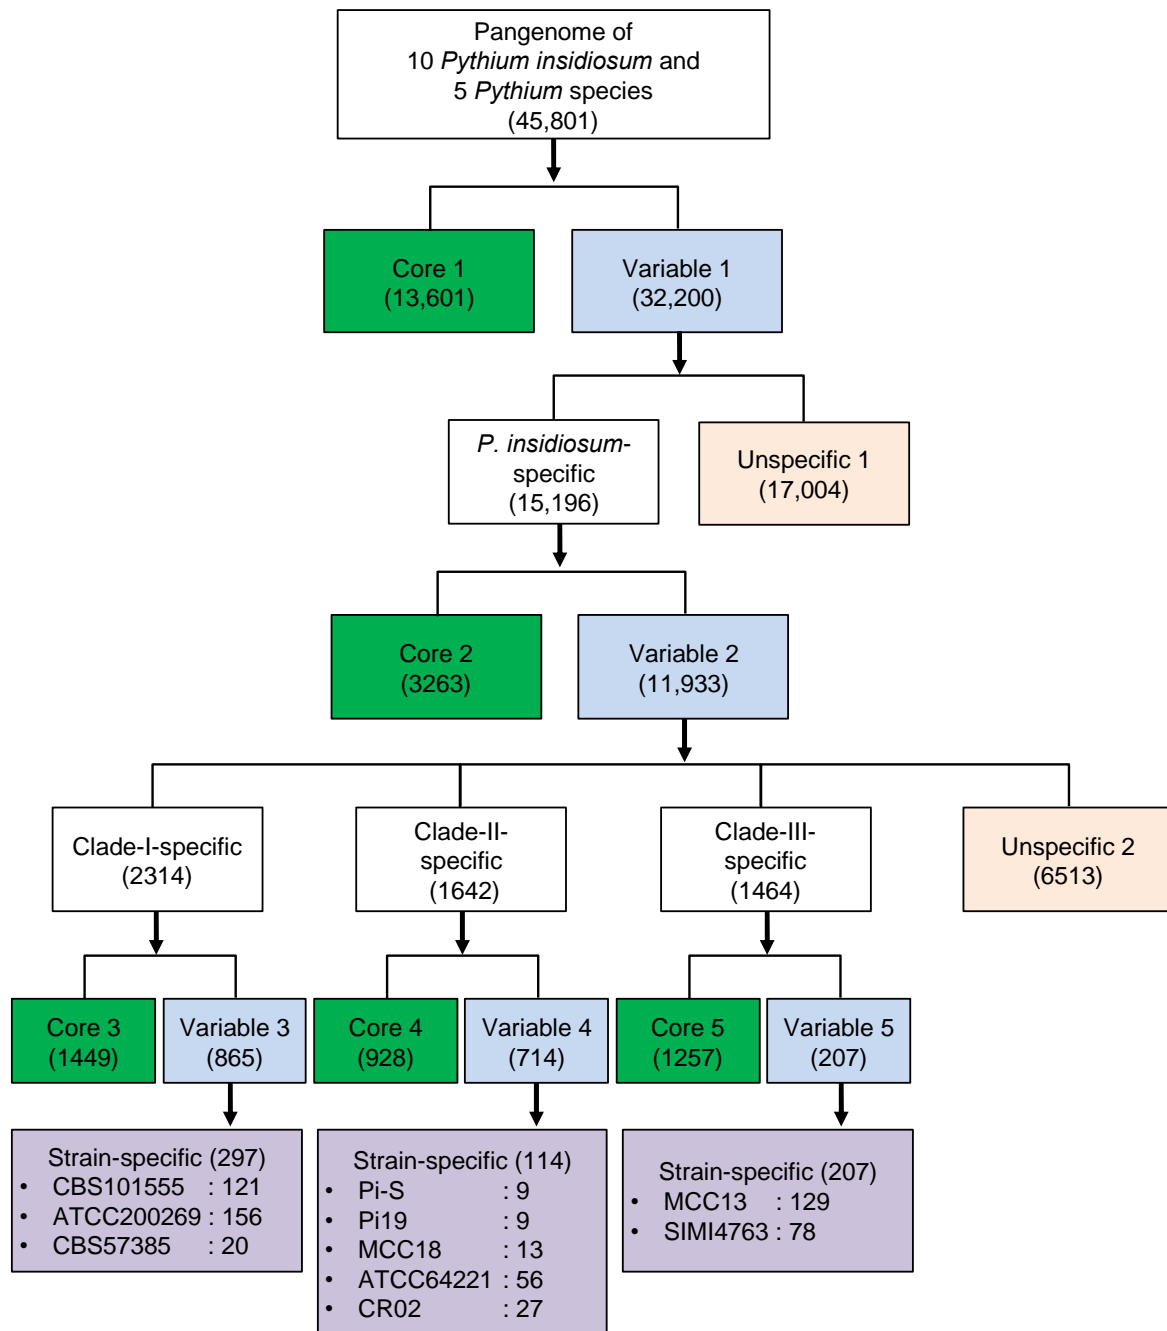 Pangenome of
10 Pythium insidiosum and
5 Pythium species
(45,801)
Core 1
(13,601)
Variable 1
(32,200)
P. insidiosum-
specific
(15,196)
Unspecific 1
(17,004)
Core 2
(3263)
Variable 2
(11,933)
Clade-I-specific
(2314)
Clade-II-
specific
(1642)
Clade-III-
specific
(1464)
Unspecific 2
(6513)
Core 3
(1449)
Variable 3
(865)
Core 4
(928)
Variable 4
(714)
Core 5
(1257)
Variable 5
(207)
Strain-specific (297)
• CBS101555 : 121
• ATCC200269 : 156
• CBS57385 : 20
Strain-specific (114)
• Pi-S : 9
• Pi19 : 9
• MCC18 : 13
• ATCC64221 : 56
• CR02 : 27
Strain-specific (207)
• MCC13 : 129
• SIMI4763 : 78